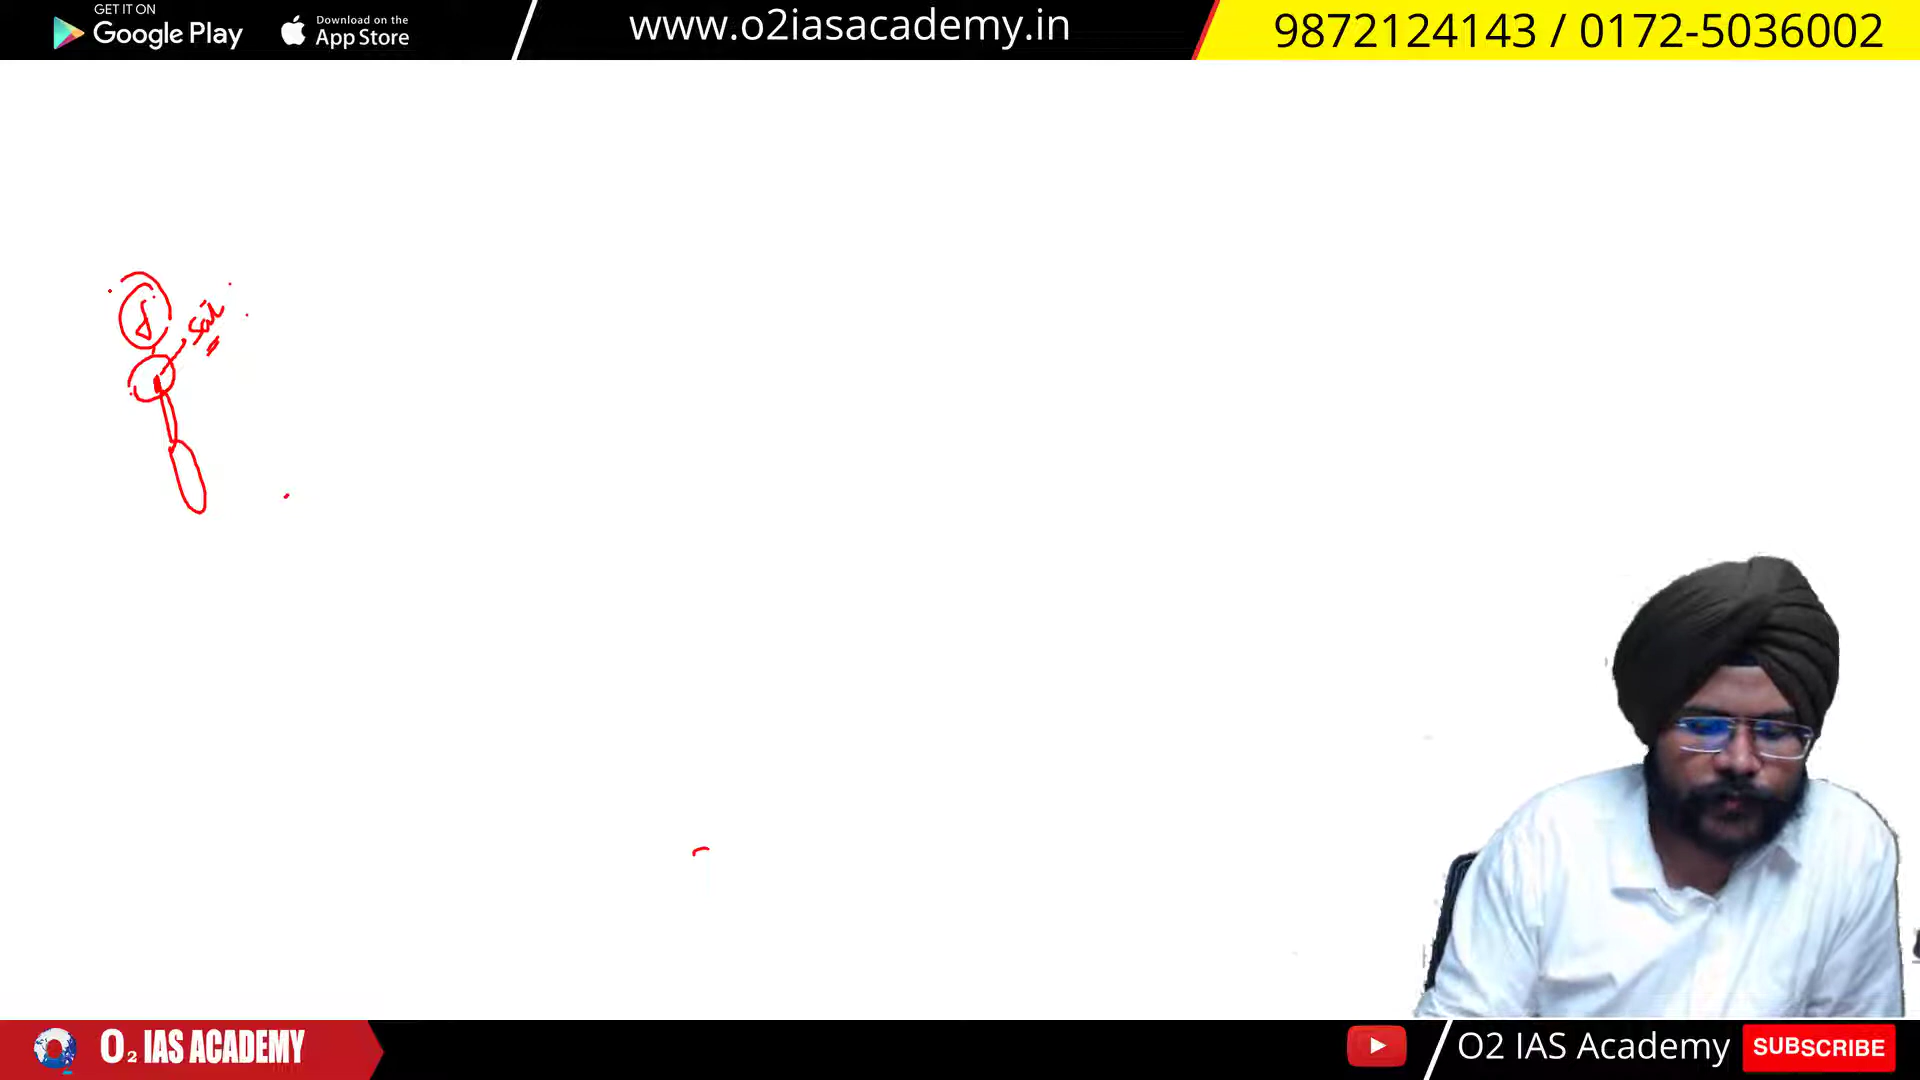 GET IT ON
Google Play
Download on the
App Store
www.o2iasacademy.in
9872124143 / 0172-5036002
O2 IAS ACADEMY
O2 IAS Academy
SUBSCRIBE